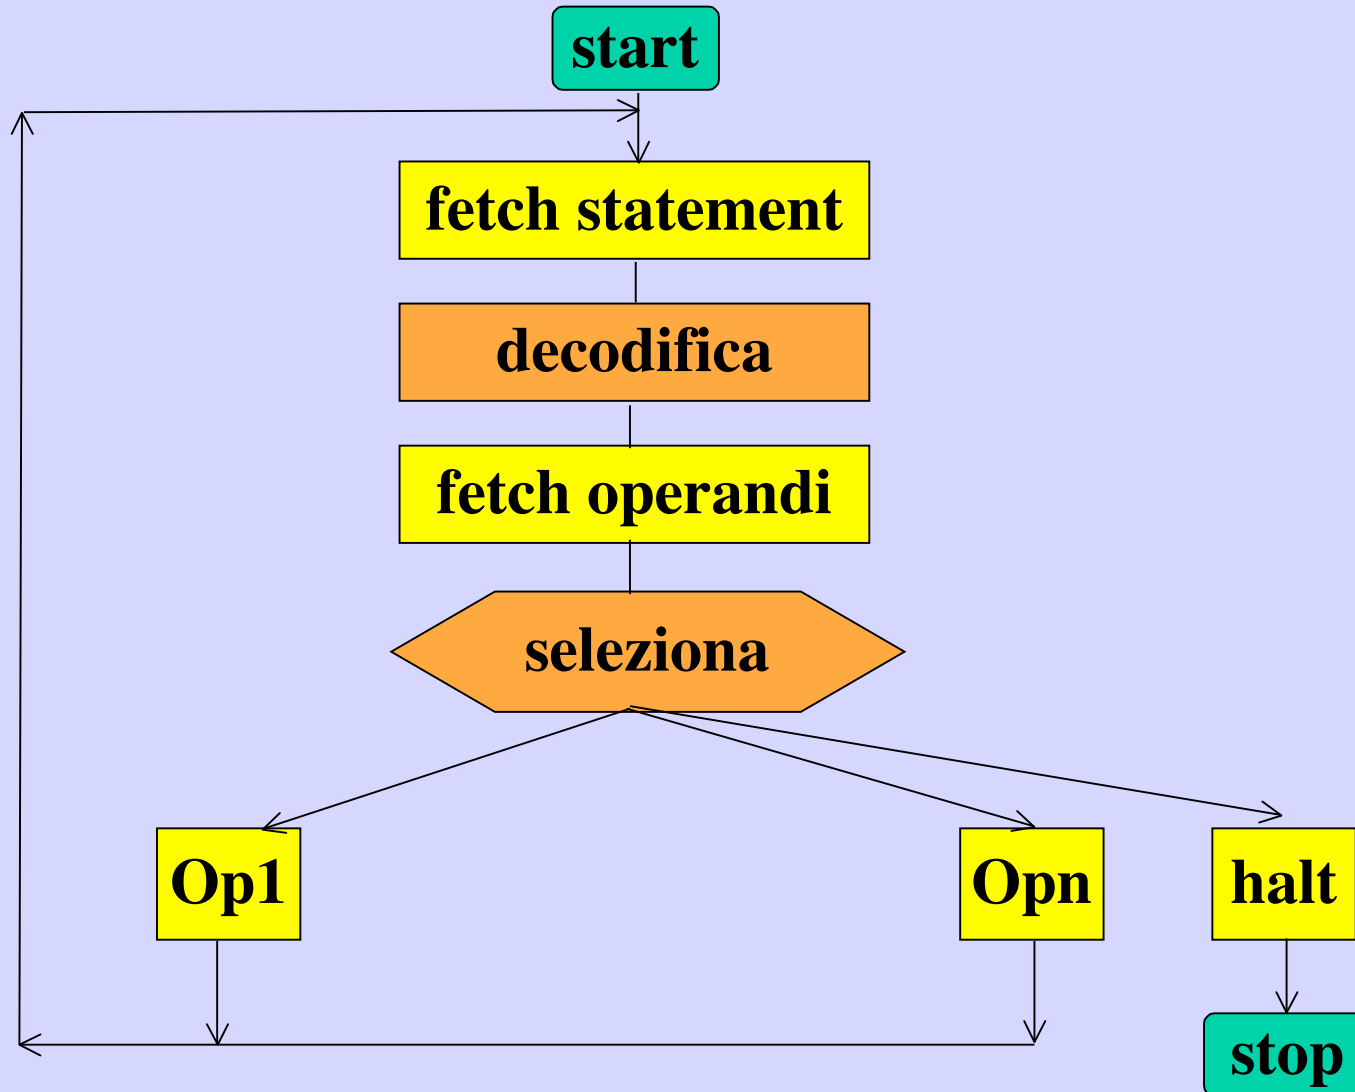 start
fetch statement
decodifica
fetch operandi
seleziona
Op1
Opn
halt
stop